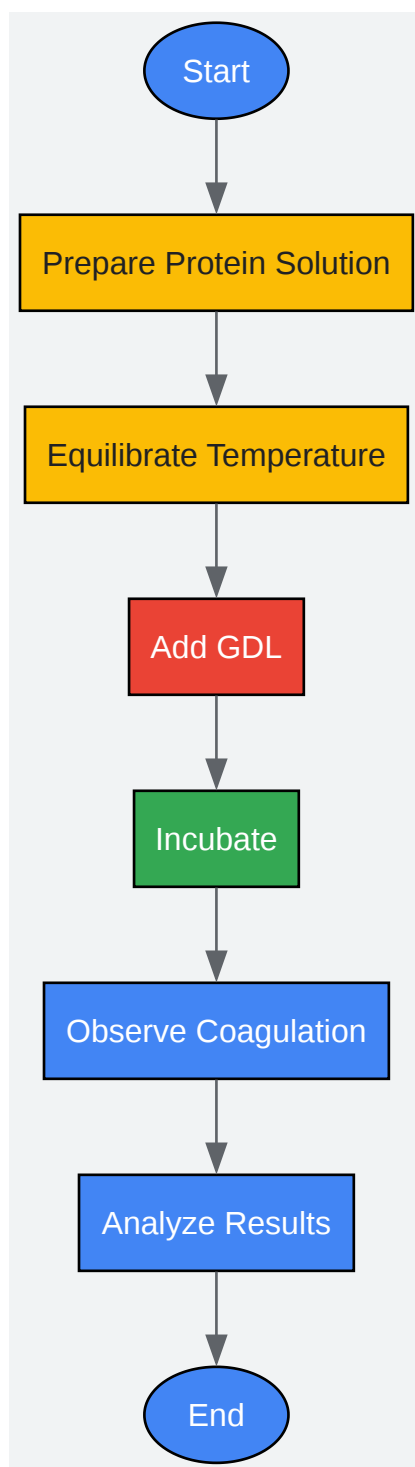 Start
Prepare Protein Solution
Equilibrate Temperature
Add GDL
Incubate
Observe Coagulation
Analyze Results
End